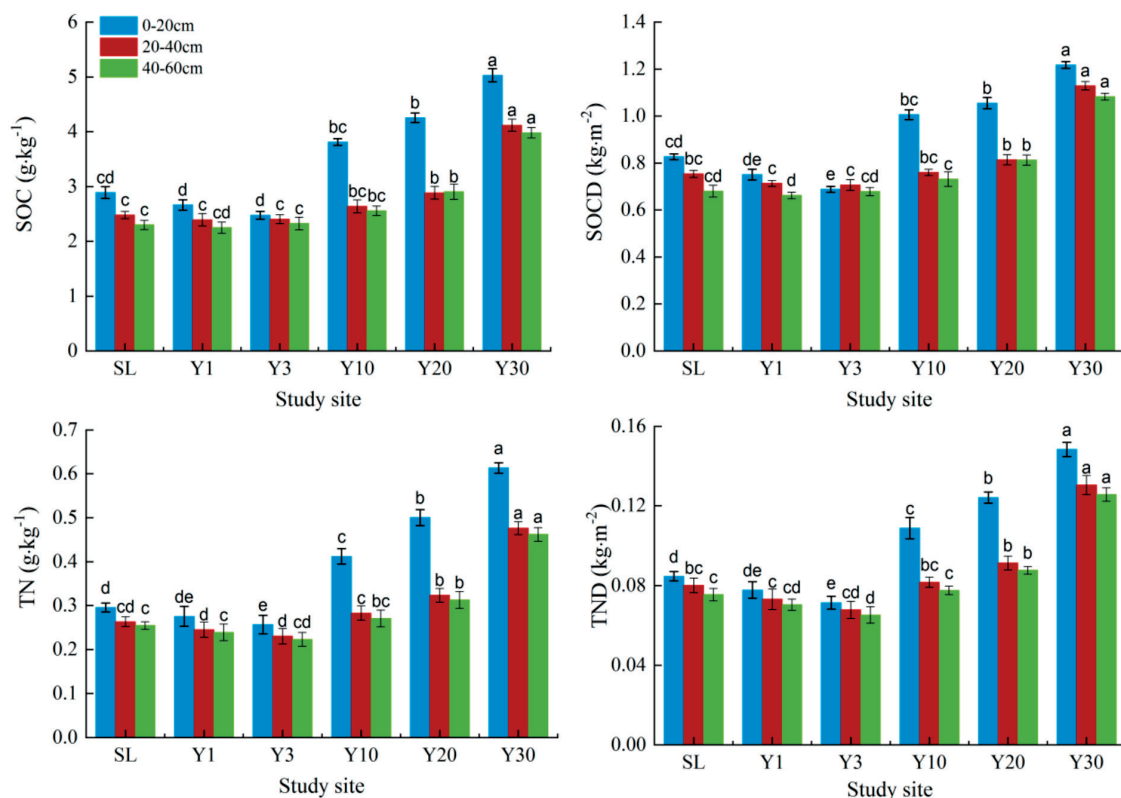 SOC (g·kg⁻¹)
6
5
4
3
2
1
0
0-20cm
20-40cm
40-60cm
cd c c
d c cd
d c c
bc bc bc
b b b
a a a
SL Y1 Y3 Y10 Y20 Y30
Study site
SOCD (kg·m⁻²)
1.4
1.2
1.0
0.8
0.6
0.4
0.2
0.0
cd bc cd
de c d
e c cd
bc bc c
b b b
a a a
SL Y1 Y3 Y10 Y20 Y30
Study site
TN (g·kg⁻¹)
0.7
0.6
0.5
0.4
0.3
0.2
0.1
0.0
d cd c
de d c
e d cd
c c bc
b b b
a a a
SL Y1 Y3 Y10 Y20 Y30
Study site
TND (kg·m⁻²)
0.16
0.12
0.08
0.04
0.00
d bc c
de c cd
e c d
c bc c
b b b
a a a
SL Y1 Y3 Y10 Y20 Y30
Study site